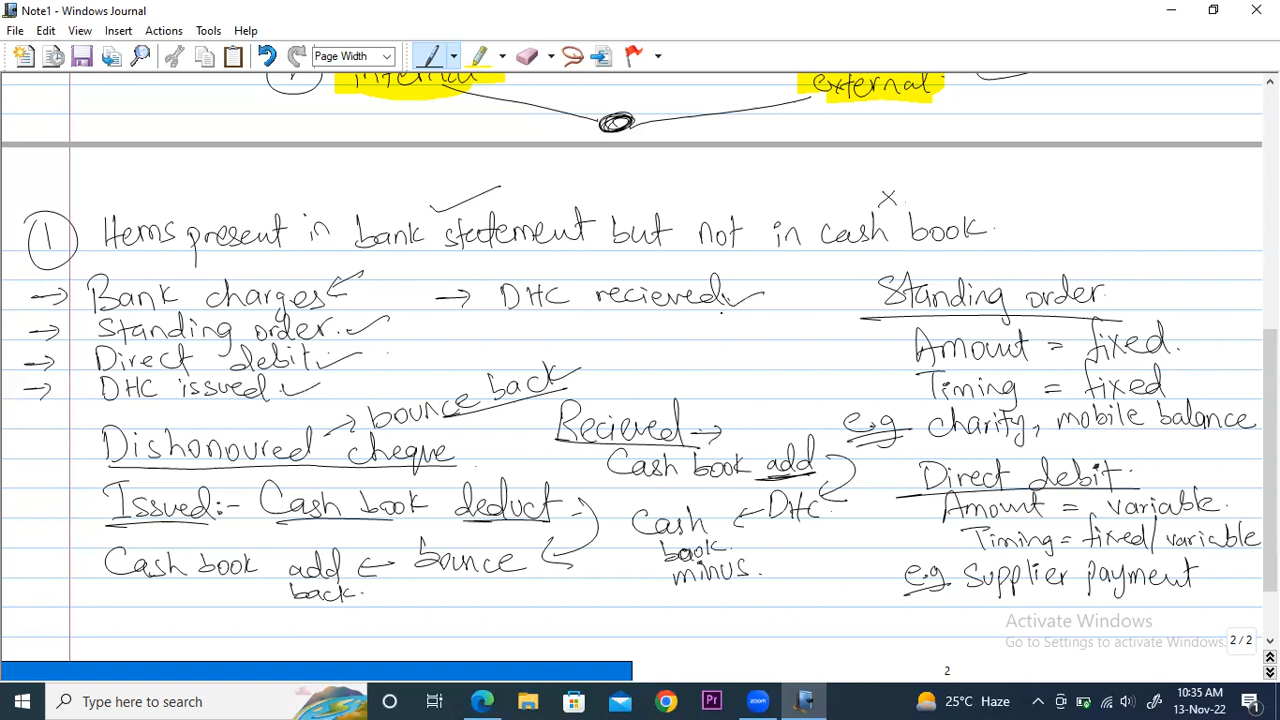 Note1 - Windows Journal
File Edit View Insert Actions Tools Help
Page Width
internal
external
1 Items present in bank statement but not in cash book.
→ Bank charges
→ DHC recieved
→ Standing order
→ Direct debit
→ DHC issued
Dishonoured cheque → bounce back
Issued:- Cash book deduct
Cash book add back. ← bounce
Recieved →
Cash book add
Cash book minus. ← DHC
Standing order
Amount = fixed.
Timing = fixed
e.g charity, mobile balance
Direct debit
Amount = variable.
Timing = fixed/variable
e.g supplier payment
Activate Windows
Go to Settings to activate Windows.
2 / 2
2
Type here to search
Pr
zoom
25°C Haze
10:35 AM
13-Nov-22
1